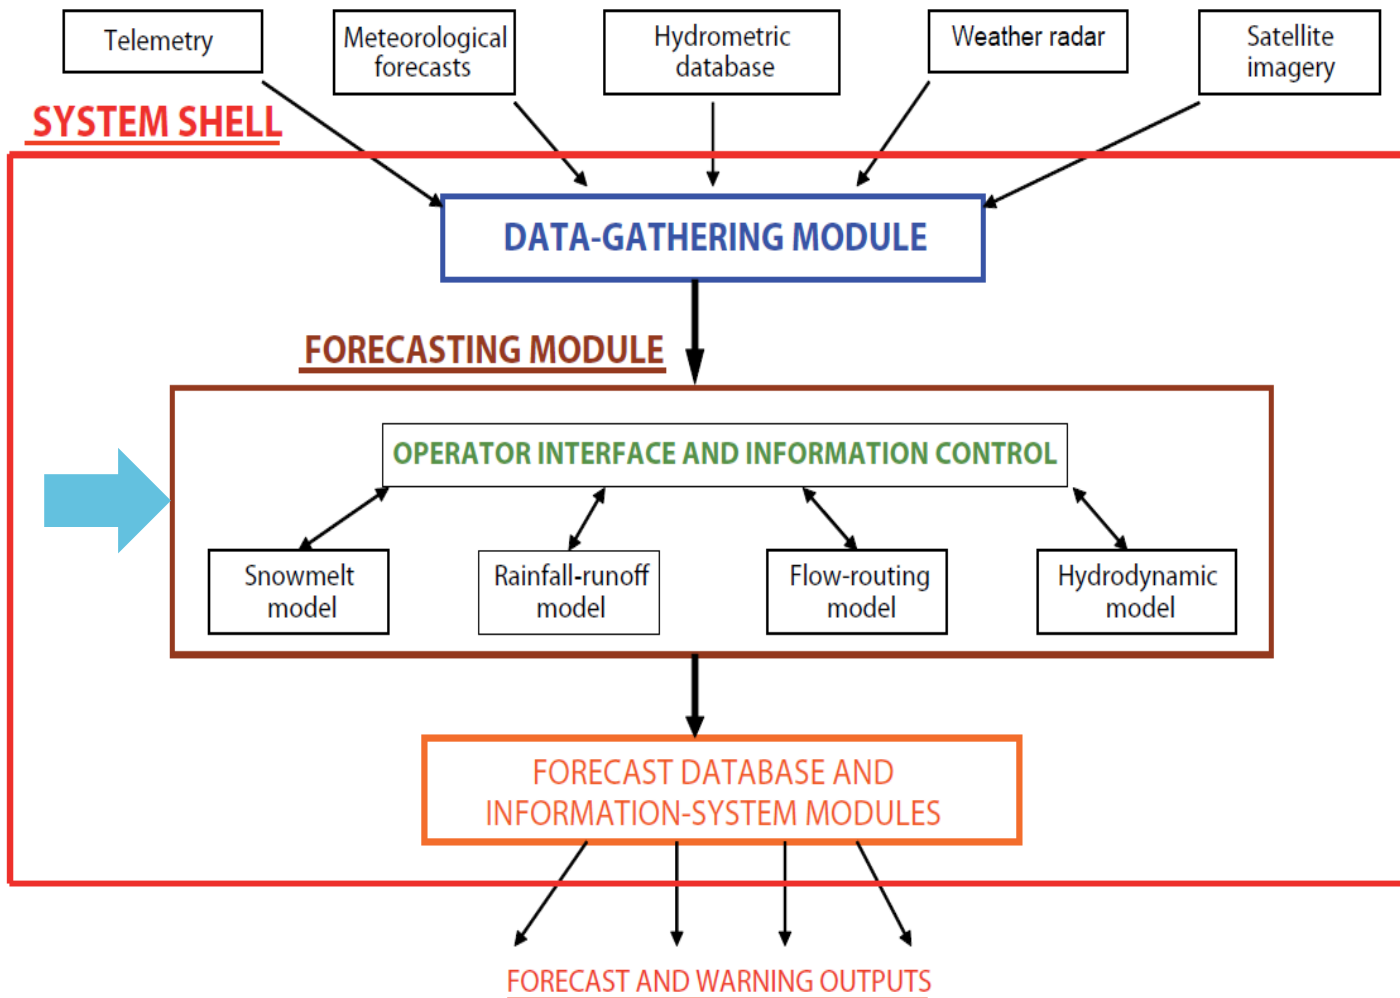 Telemetry
Meteorological
forecasts
Hydrometric
database
Weather radar
Satellite
imagery
SYSTEM SHELL
DATA-GATHERING MODULE
FORECASTING MODULE
OPERATOR INTERFACE AND INFORMATION CONTROL
Snowmelt
model
Rainfall-runoff
model
Flow-routing
model
Hydrodynamic
model
FORECAST DATABASE AND
INFORMATION-SYSTEM MODULES
FORECAST AND WARNING OUTPUTS